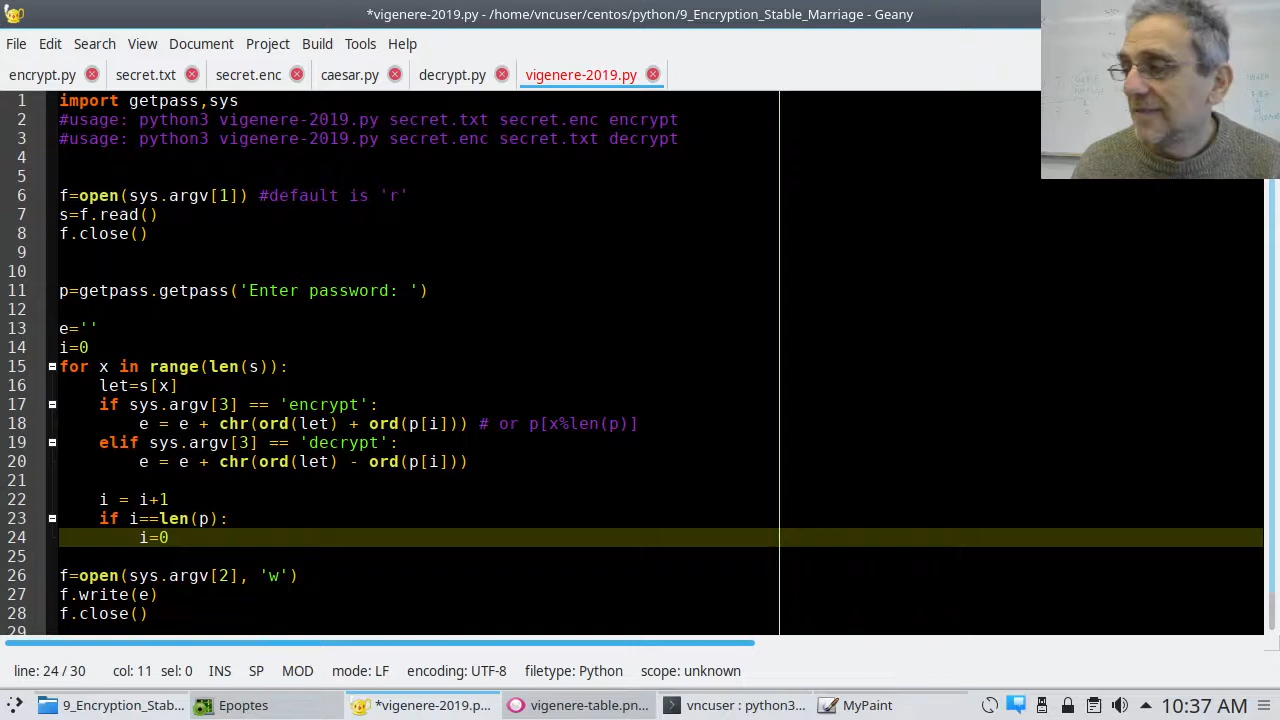 *vigenere-2019.py - /home/vncuser/centos/python/9_Encryption_Stable_Marriage - Geany
File Edit Search View Document Project Build Tools Help
encrypt.py secret.txt secret.enc caesar.py decrypt.py vigenere-2019.py
1 import getpass,sys
2 #usage: python3 vigenere-2019.py secret.txt secret.enc encrypt
3 #usage: python3 vigenere-2019.py secret.enc secret.txt decrypt
4
5
6 f=open(sys.argv[1]) #default is 'r'
7 s=f.read()
8 f.close()
9
10
11 p=getpass.getpass('Enter password: ')
12
13 e=''
14 i=0
15 for x in range(len(s)):
16 let=s[x]
17 if sys.argv[3] == 'encrypt':
18 e = e + chr(ord(let) + ord(p[i])) # or p[x%len(p)]
19 elif sys.argv[3] == 'decrypt':
20 e = e + chr(ord(let) - ord(p[i]))
21
22 i = i+1
23 if i==len(p):
24 i=0
25
26 f=open(sys.argv[2], 'w')
27 f.write(e)
28 f.close()
29
line: 24 / 30 col: 11 sel: 0 INS SP MOD mode: LF encoding: UTF-8 filetype: Python scope: unknown
9_Encryption_Stab... Epoptes *vigenere-2019.p... vigenere-table.pn... vncuser : python3... MyPaint 10:37 AM